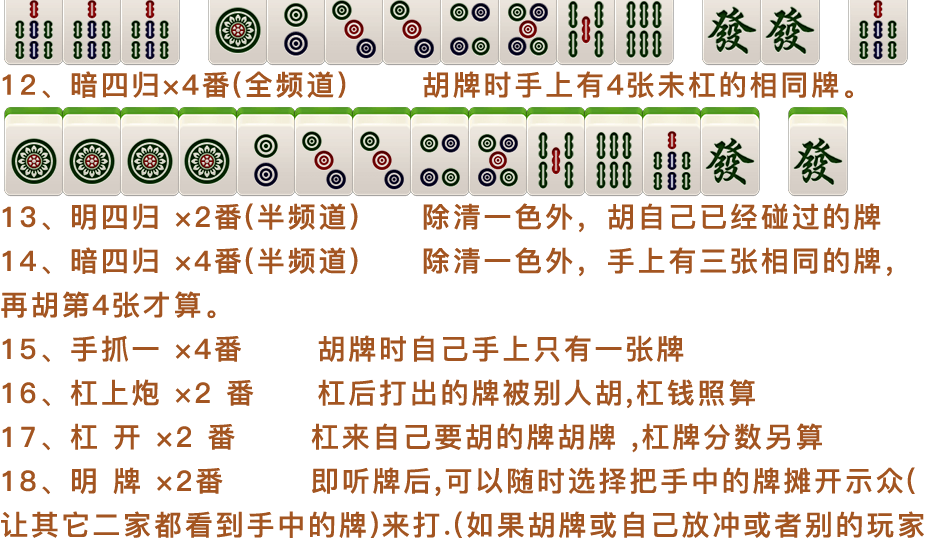 發 發
12、暗四归×4番(全频道) 胡牌时手上有4张未杠的相同牌。
發 發
13、明四归 ×2番(半频道) 除清一色外，胡自己已经碰过的牌
14、暗四归 ×4番(半频道) 除清一色外，手上有三张相同的牌，
再胡第4张才算。
15、手抓一 ×4番 胡牌时自己手上只有一张牌
16、杠上炮 ×2 番 杠后打出的牌被别人胡,杠钱照算
17、杠 开 ×2 番 杠来自己要胡的牌胡牌 ,杠牌分数另算
18、明 牌 ×2番 即听牌后,可以随时选择把手中的牌摊开示众(
让其它二家都看到手中的牌)来打.(如果胡牌或自己放冲或者别的玩家